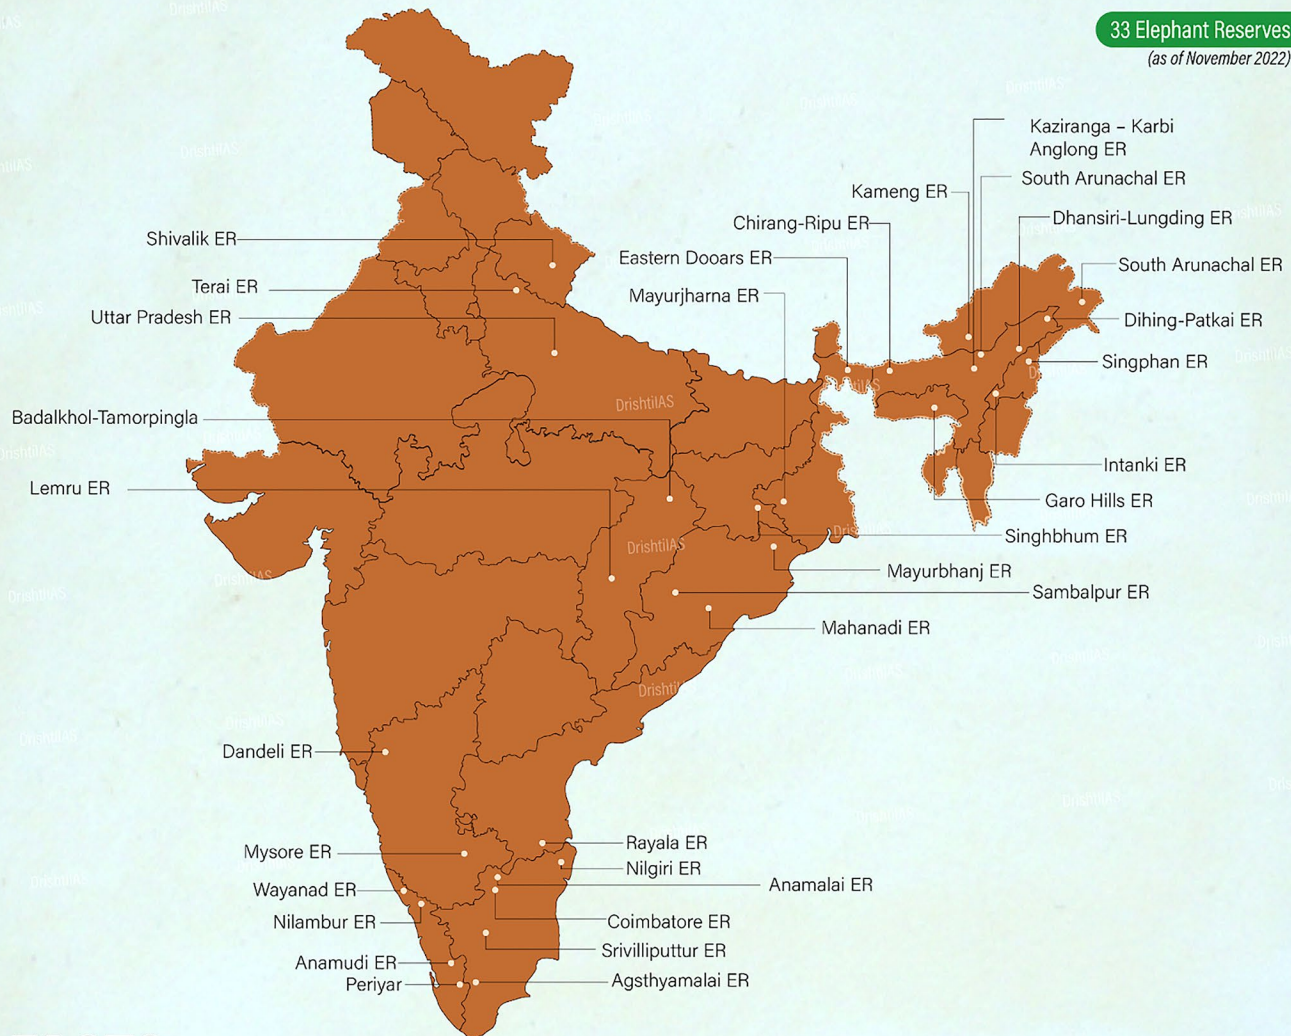 33 Elephant Reserves
(as of November 2022)
Kaziranga – Karbi
Anglong ER
South Arunachal ER
Kameng ER
Dhansiri-Lungding ER
Chirang-Ripu ER
Shivalik ER
Eastern Dooars ER
South Arunachal ER
Terai ER
Mayurjharna ER
Uttar Pradesh ER
Dihing-Patkai ER
Singphan ER
DrishtiIAS
Badalkhol-Tamorpingla
Intanki ER
Lemru ER
Garo Hills ER
Singhbhum ER
DrishtiIAS
Mayurbhanj ER
Sambalpur ER
Mahanadi ER
Dandeli ER
Rayala ER
Mysore ER
Nilgiri ER
Anamalai ER
Wayanad ER
Nilambur ER
Coimbatore ER
Srivilliputtur ER
Anamudi ER
Periyar
Agsthyamalai ER